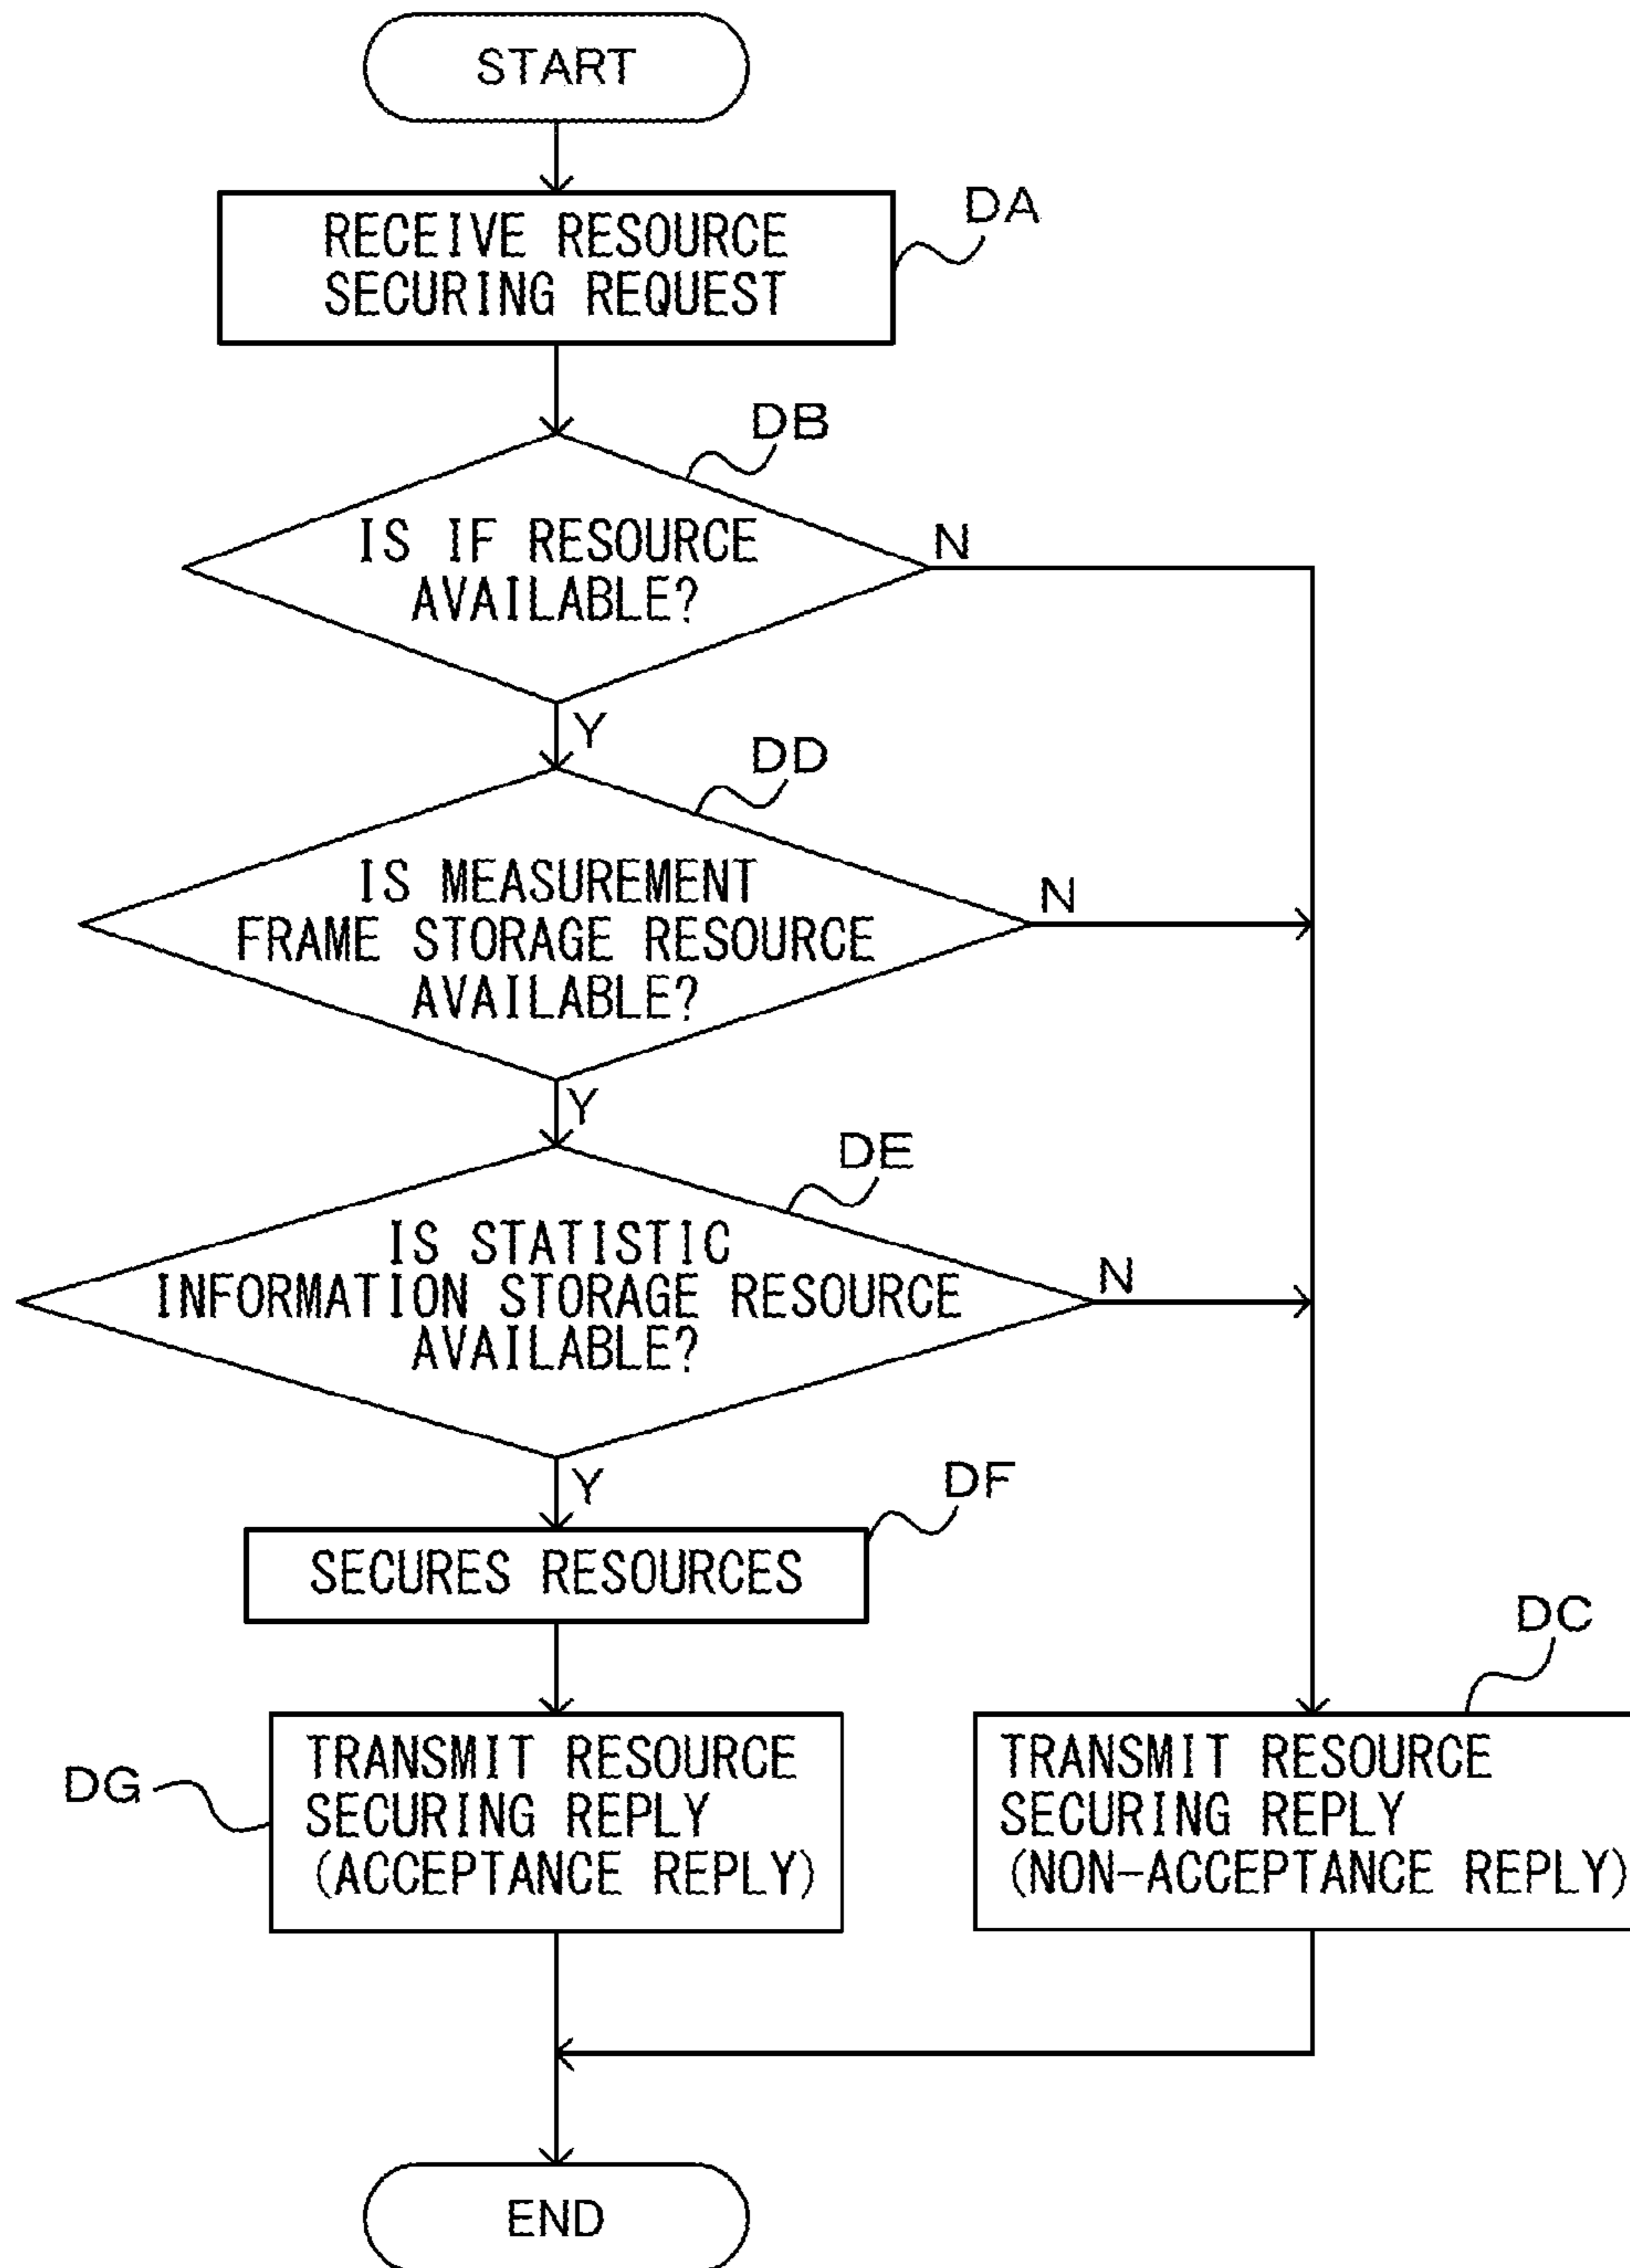 START
RECEIVE RESOURCE
SECURING REQUEST
DA
DB
IS IF RESOURCE
AVAILABLE?
N
Y
DD
IS MEASUREMENT
FRAME STORAGE RESOURCE
AVAILABLE?
N
Y
DE
IS STATISTIC
INFORMATION STORAGE RESOURCE
AVAILABLE?
N
Y
DF
SECURES RESOURCES
DG
TRANSMIT RESOURCE
SECURING REPLY
(ACCEPTANCE REPLY)
DC
TRANSMIT RESOURCE
SECURING REPLY
(NON-ACCEPTANCE REPLY)
END